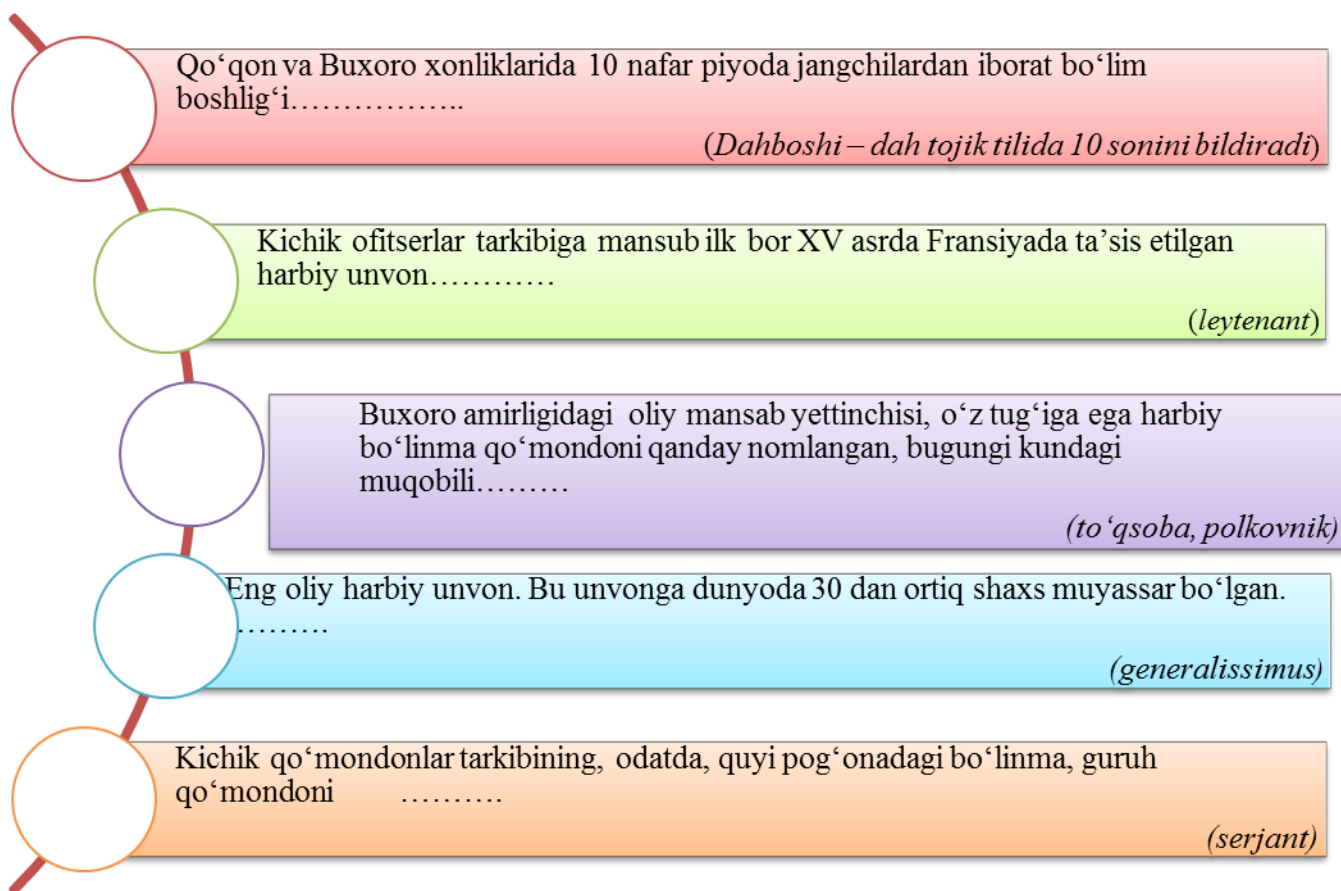 Qo‘qon va Buxoro xonliklarida 10 nafar piyoda jangchilardan iborat bo‘lim
boshlig‘i……………..
(Dahboshi – dah tojik tilida 10 sonini bildiradi)
Kichik ofitserlar tarkibiga mansub ilk bor XV asrda Fransiyada ta’sis etilgan
harbiy unvon…………
(leytenant)
Buxoro amirligidagi oliy mansab yettinchisi, o‘z tug‘iga ega harbiy
bo‘linma qo‘mondoni qanday nomlangan, bugungi kundagi
muqobili………
(to‘qsoba, polkovnik)
Eng oliy harbiy unvon. Bu unvonga dunyoda 30 dan ortiq shaxs muyassar bo‘lgan.
……….
(generalissimus)
Kichik qo‘mondonlar tarkibining, odatda, quyi pog‘onadagi bo‘linma, guruh
qo‘mondoni ……….
(serjant)